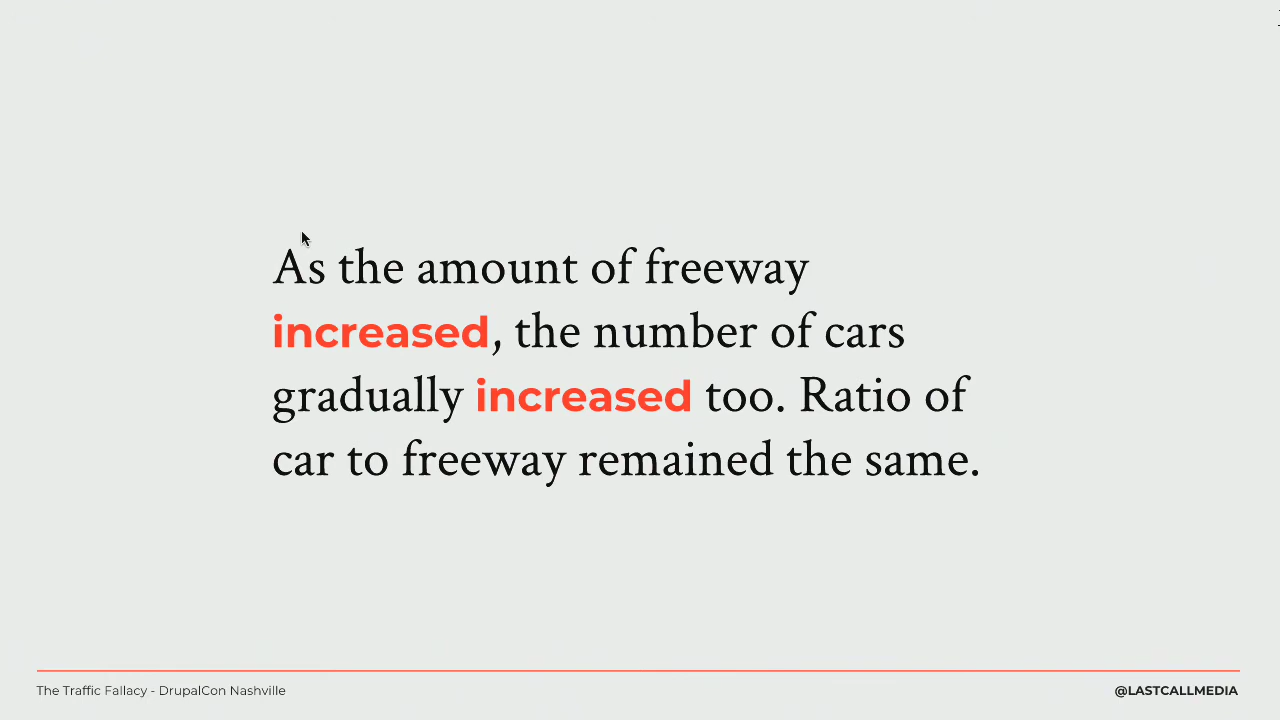 As the amount of freeway
increased, the number of cars
gradually increased too. Ratio of
car to freeway remained the same.
The Traffic Fallacy - DrupalCon Nashville
@LASTCALLMEDIA